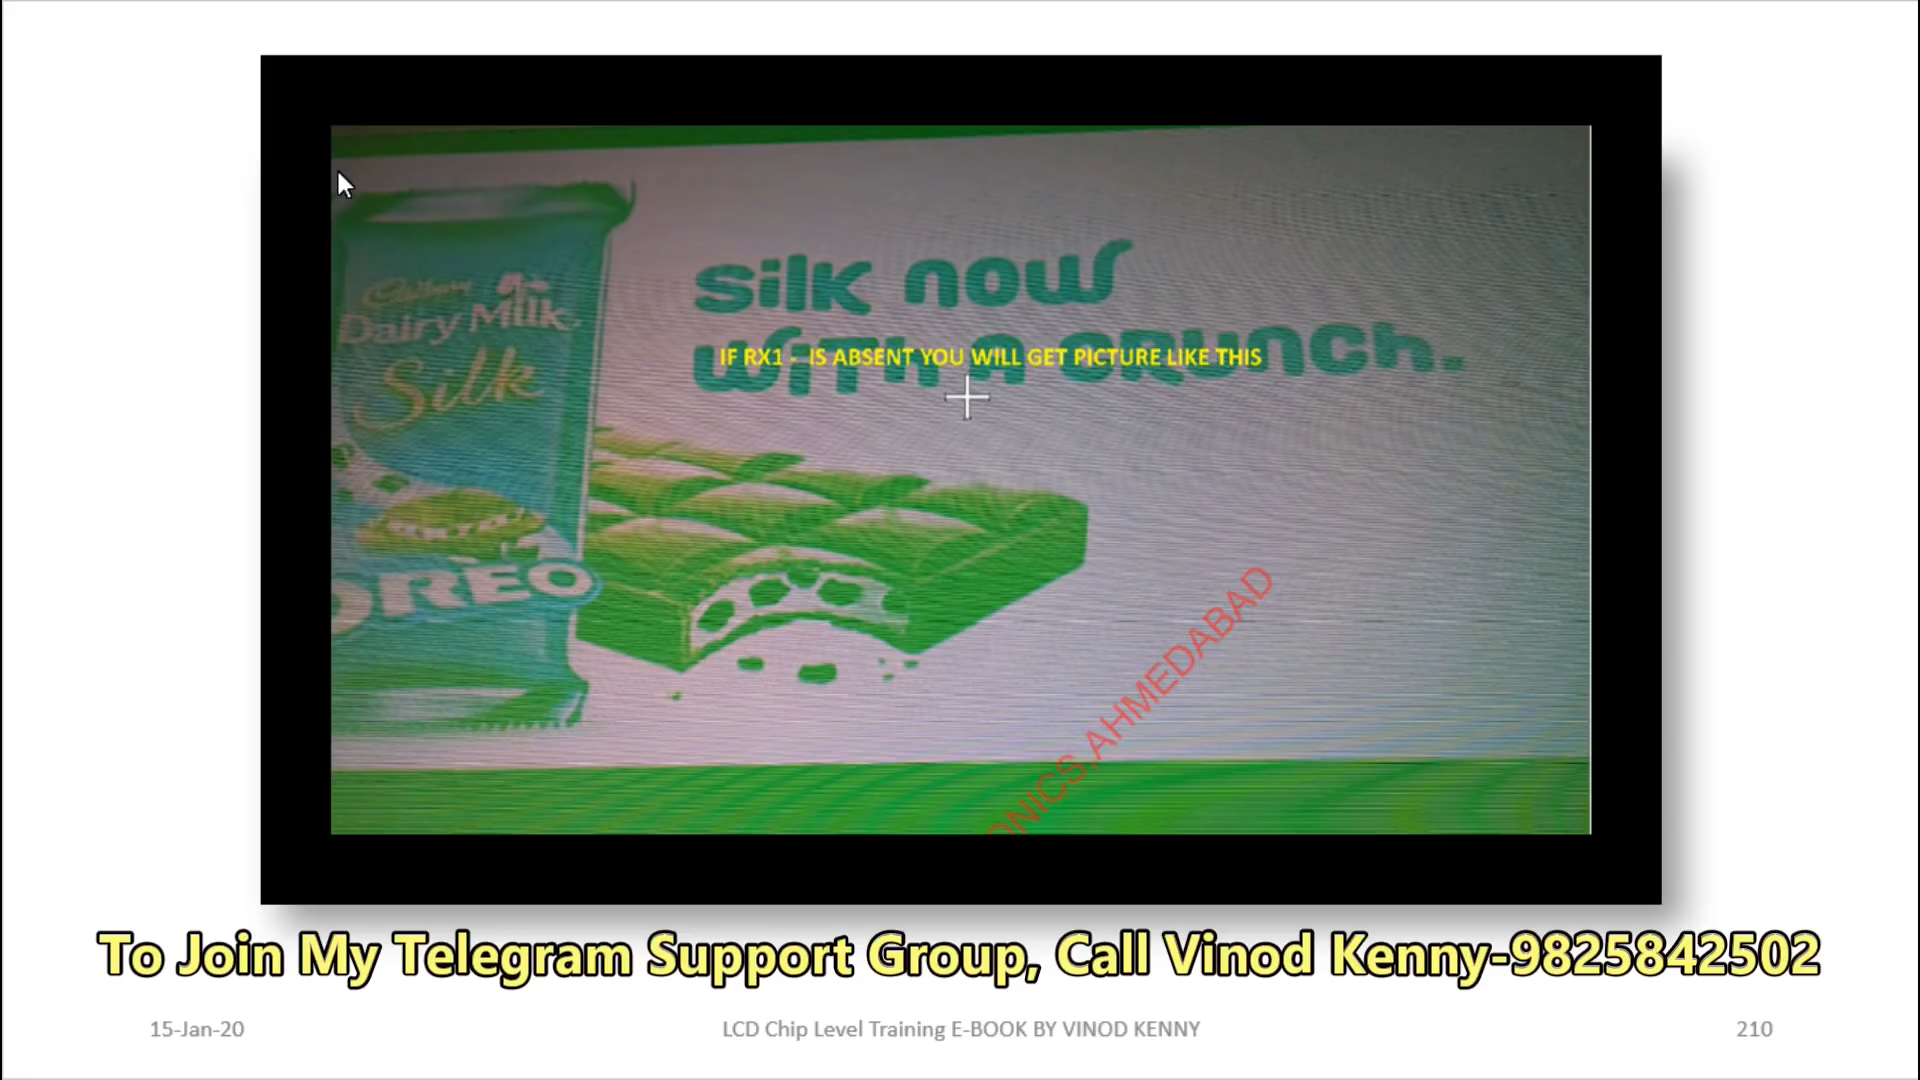 Cadbury
Dairy Milk
Silk
OREO
Silk now
with a crunch.
IF RX1 - IS ABSENT YOU WILL GET PICTURE LIKE THIS
ONICS,AHMEDABAD
To Join My Telegram Support Group, Call Vinod Kenny-9825842502
15-Jan-20
LCD Chip Level Training E-BOOK BY VINOD KENNY
210